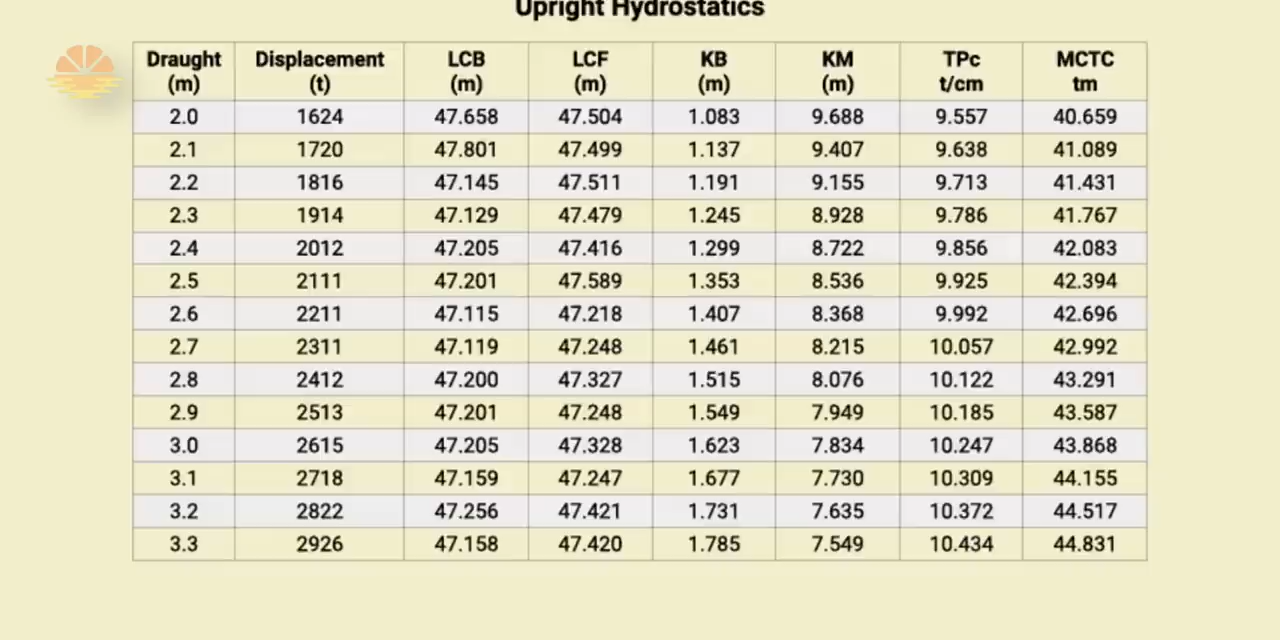 Upright Hydrostatics
Draught (m) Displacement (t) LCB (m) LCF (m) KB (m) KM (m) TPc t/cm MCTC tm
2.0 1624 47.658 47.504 1.083 9.688 9.557 40.659
2.1 1720 47.801 47.499 1.137 9.407 9.638 41.089
2.2 1816 47.145 47.511 1.191 9.155 9.713 41.431
2.3 1914 47.129 47.479 1.245 8.928 9.786 41.767
2.4 2012 47.205 47.416 1.299 8.722 9.856 42.083
2.5 2111 47.201 47.589 1.353 8.536 9.925 42.394
2.6 2211 47.115 47.218 1.407 8.368 9.992 42.696
2.7 2311 47.119 47.248 1.461 8.215 10.057 42.992
2.8 2412 47.200 47.327 1.515 8.076 10.122 43.291
2.9 2513 47.201 47.248 1.549 7.949 10.185 43.587
3.0 2615 47.205 47.328 1.623 7.834 10.247 43.868
3.1 2718 47.159 47.247 1.677 7.730 10.309 44.155
3.2 2822 47.256 47.421 1.731 7.635 10.372 44.517
3.3 2926 47.158 47.420 1.785 7.549 10.434 44.831